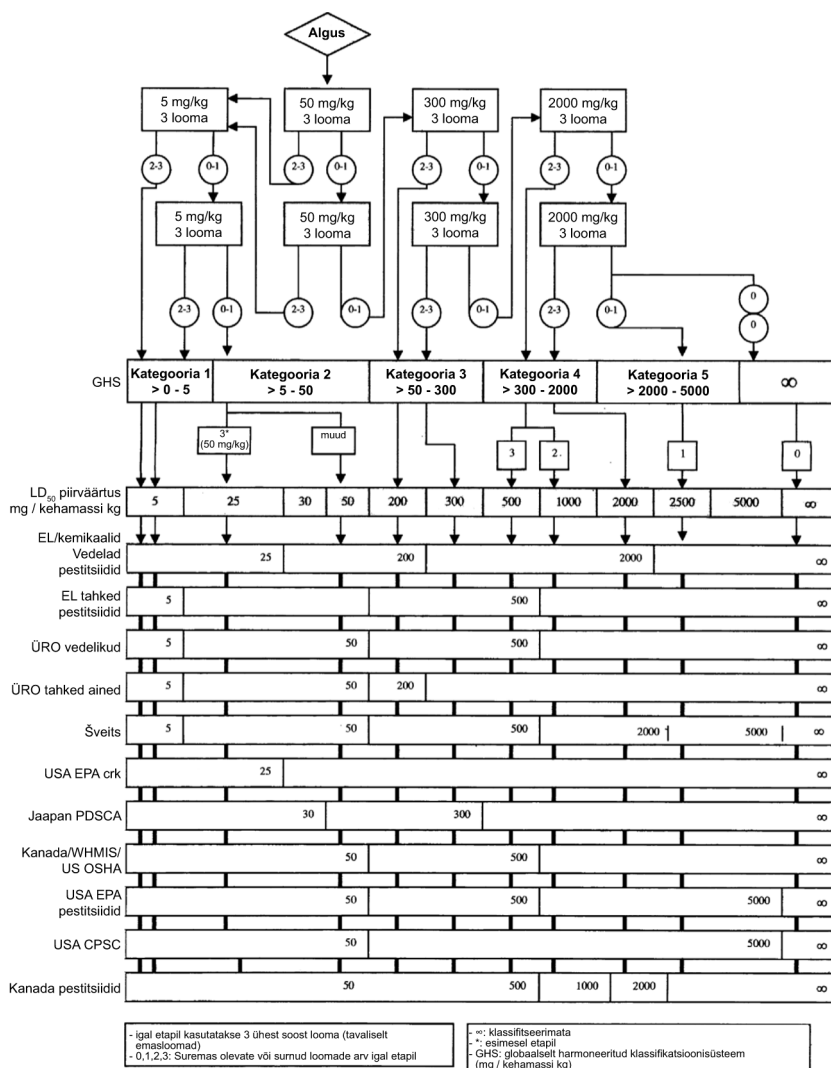 Algus
5 mg/kg
3 looma
50 mg/kg
3 looma
300 mg/kg
3 looma
2000 mg/kg
3 looma
2-3
0-1
2-3
0-1
2-3
0-1
2-3
0-1
5 mg/kg
3 looma
50 mg/kg
3 looma
300 mg/kg
3 looma
2000 mg/kg
3 looma
2-3
0-1
2-3
0-1
2-3
0-1
2-3
0-1
0
0
GHS
Kategooria 1
> 0 - 5
Kategooria 2
> 5 - 50
Kategooria 3
> 50 - 300
Kategooria 4
> 300 - 2000
Kategooria 5
> 2000 - 5000
∞
3*
(50 mg/kg)
muud
3
2.
1
0
LD50 piirväärtus
mg / kehamassi kg
5 25 30 50 200 300 500 1000 2000 2500 5000 ∞
EL/kemikaalid
Vedelad
pestitsiidid
25 200 2000 ∞
EL tahked
pestitsiidid
5 500 ∞
ÜRO vedelikud
5 50 500 ∞
ÜRO tahked ained
5 50 200 ∞
Šveits
5 50 500 2000 5000 ∞
USA EPA crk
25 ∞
Jaapan PDSCA
30 300 ∞
Kanada/WHMIS/
US OSHA
50 500 ∞
USA EPA
pestitsiidid
50 500 5000 ∞
USA CPSC
50 5000 ∞
Kanada pestitsiidid
50 500 1000 2000 ∞
- igal etapil kasutatakse 3 ühest soost looma (tavaliselt
emasloomad)
- 0,1,2,3: Suremas olevate või surnud loomade arv igal etapil
- ∞: klassifitseerimata
- *: esimesel etapil
- GHS: globaalselt harmoneeritud klassifikatsioonisüsteem
(mg / kehamassi kg)